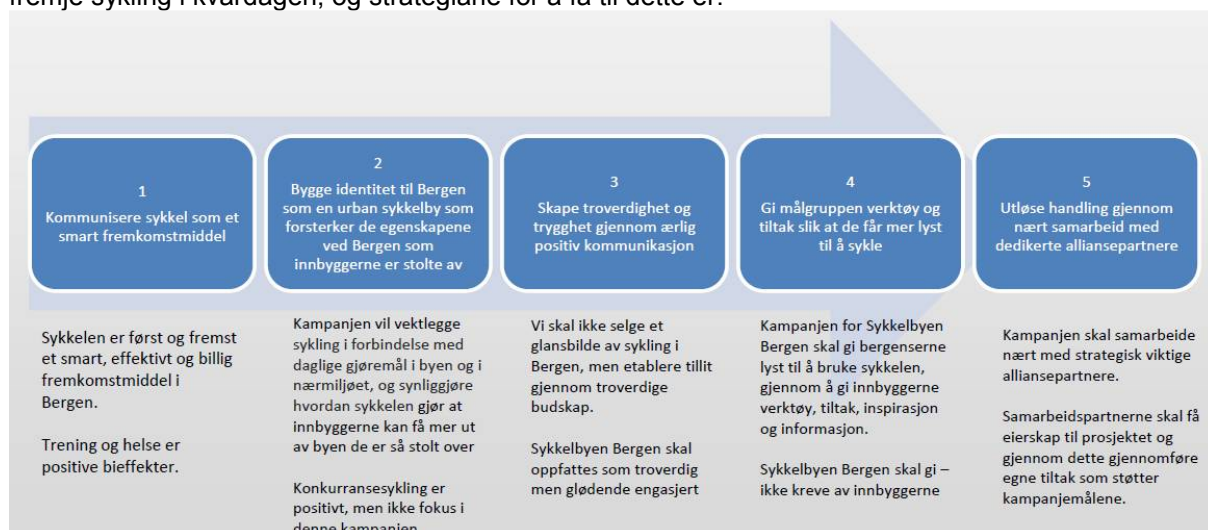 fremje sykling i kvardagen, og strategiane for å få til dette er:
1
Kommunisere sykkel som et
smart fremkomstmiddel
2
Bygge identitet til Bergen
som en urban sykkelby som
forsterker de egenskapene
ved Bergen som
innbyggerne er stolte av
3
Skape troverdighet og
trygghet gjennom ærlig
positiv kommunikasjon
4
Gi målgruppen verktøy og
tiltak slik at de får mer lyst
til å sykle
5
Utløse handling gjennom
nært samarbeid med
dedikerte alliansepartnere
Sykkelen er først og fremst
et smart, effektivt og billig
fremkomstmiddel i
Bergen.
Trening og helse er
positive bieffekter.
Kampanjen vil vektlegge
sykling i forbindelse med
daglige gjøremål i byen og i
nærmiljøet, og synliggjøre
hvordan sykkelen gjør at
innbyggerne kan få mer ut
av byen de er så stolt over
Konkurransesykling er
positivt, men ikke fokus i
denne kampanjen
Vi skal ikke selge et
glansbilde av sykling i
Bergen, men etablere tillit
gjennom troverdige
budskap.
Sykkelbyen Bergen skal
oppfattes som troverdig
men glødende engasjert
Kampanjen for Sykkelbyen
Bergen skal gi bergenserne
lyst til å bruke sykkelen,
gjennom å gi innbyggerne
verktøy, tiltak, inspirasjon
og informasjon.
Sykkelbyen Bergen skal gi –
ikke kreve av innbyggerne
Kampanjen skal samarbeide
nært med strategisk viktige
alliansepartnere.
Samarbeidspartnerne skal få
eierskap til prosjektet og
gjennom dette gjennomføre
egne tiltak som støtter
kampanjemålene.